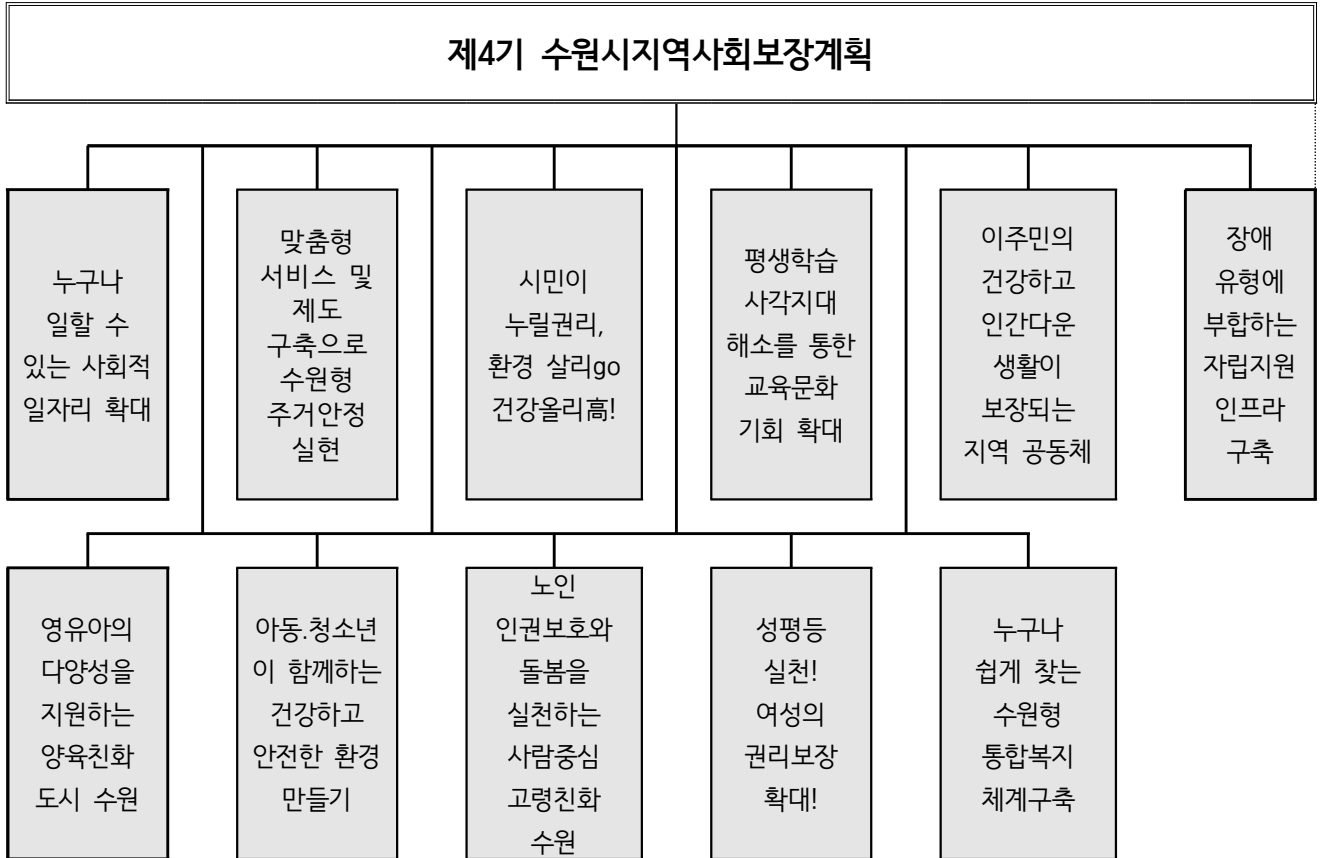 제4기 수원시지역사회보장계획
누구나
일할 수
있는 사회적
일자리 확대
맞춤형
서비스 및
제도
구축으로
수원형
주거안정
실현
시민이
누릴권리,
환경 살리go
건강올리高!
평생학습
사각지대
해소를 통한
교육문화
기회 확대
이주민의
건강하고
인간다운
생활이
보장되는
지역 공동체
장애
유형에
부합하는
자립지원
인프라
구축
영유아의
다양성을
지원하는
양육친화
도시 수원
아동.청소년
이 함께하는
건강하고
안전한 환경
만들기
노인
인권보호와
돌봄을
실천하는
사람중심
고령친화
수원
성평등
실천!
여성의
권리보장
확대!
누구나
쉽게 찾는
수원형
통합복지
체계구축